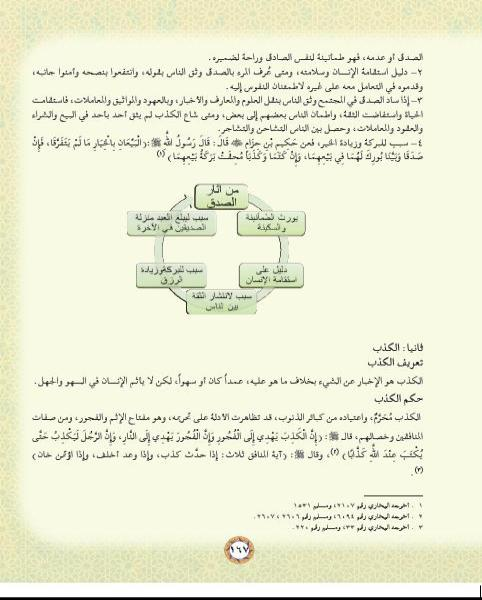 الصدق أو عدمه، فهو طمأنينة لنفس الصادق وراحة لضميره.
٢- دليل استقامة الإنسان وسلامته، ومتى عُرف المرء بالصدق وثق الناس بقوله، وانتفعوا بنصحه وأمنوا جانبه،
وقدموه في التعامل معه على غيره لاطمئنان النفوس إليه.
٣- إذا ساد الصدق في المجتمع وثق الناس بنقل العلوم والمعارف والأخبار، وبالعهود والمواثيق والمعاملات، فاستقامت
الحياة واستفاضت الثقة، واطمأن الناس بعضهم إلى بعض، ومتى شاع الكذب لم يثق أحد بأحد في البيع والشراء
والعقود والمعاملات، وحصل بين الناس التشاحن والتشاجر.
٤- سبب للبركة وزيادة الخير، فعن حَكِيمِ بْنِ حِزَامٍ ﷺ قَالَ: قَالَ رَسُولُ اللَّهِ ﷺ: (الْبَيِّعَانِ بِالْخِيَارِ مَا لَمْ يَتَفَرَّقَا، فَإِنْ
صَدَقَا وَبَيَّنَا بُورِكَ لَهُمَا فِي بَيْعِهِمَا، وَإِنْ كَتَمَا وَكَذَبَا مُحِقَتْ بَرَكَةُ بَيْعِهِمَا) (١)
من آثار
الصدق
يورث الطمأنينة
والسكينة
سبب ليبلغ العبد منزلة
الصديقين في الآخرة
دليل على
استقامة الإنسان
سبب للبركة وزيادة
الرزق
سبب لانتشار الثقة
بين للناس
ثانيا: الكذب
تعريف الكذب
الكذب هو الإخبار عن الشيء بخلاف ما هو عليه، عمداً كان أو سهواً، لكن لا يأثم الإنسان في السهو والجهل.
حكم الكذب
الكذب مُحَرَّمٌ، واعتياده من كبائر الذنوب، قد تظاهرت الأدلة على تحريمه، وهو مفتاح الإثم والفجور، ومن صفات
المنافقين وخصالهم، قال ﷺ: (إِنَّ الْكَذِبَ يَهْدِي إِلَى الْفُجُورِ وَإِنَّ الْفُجُورَ يَهْدِي إِلَى النَّارِ، وَإِنَّ الرَّجُلَ لَيَكْذِبُ حَتَّى
يُكْتَبَ عِنْدَ اللَّهِ كَذَّابًا) (٢)، وقال ﷺ: (آية المنافق ثلاث: إذا حدَّث كذب، وإذا وعد أخلف، وإذا اؤتمن خان)
(٣).
١ . أخرجه البخاري رقم ٢١٠٧، ومسلم ١٥٣١
٢ . أخرجه البخاري رقم ٦٠٩٤، ومسلم رقم ٢٦٠٦، ٢٦٠٧.
٣ . أخرجه البخاري رقم ٣٣، ومسلم رقم ٢٢٠.
١٦٧